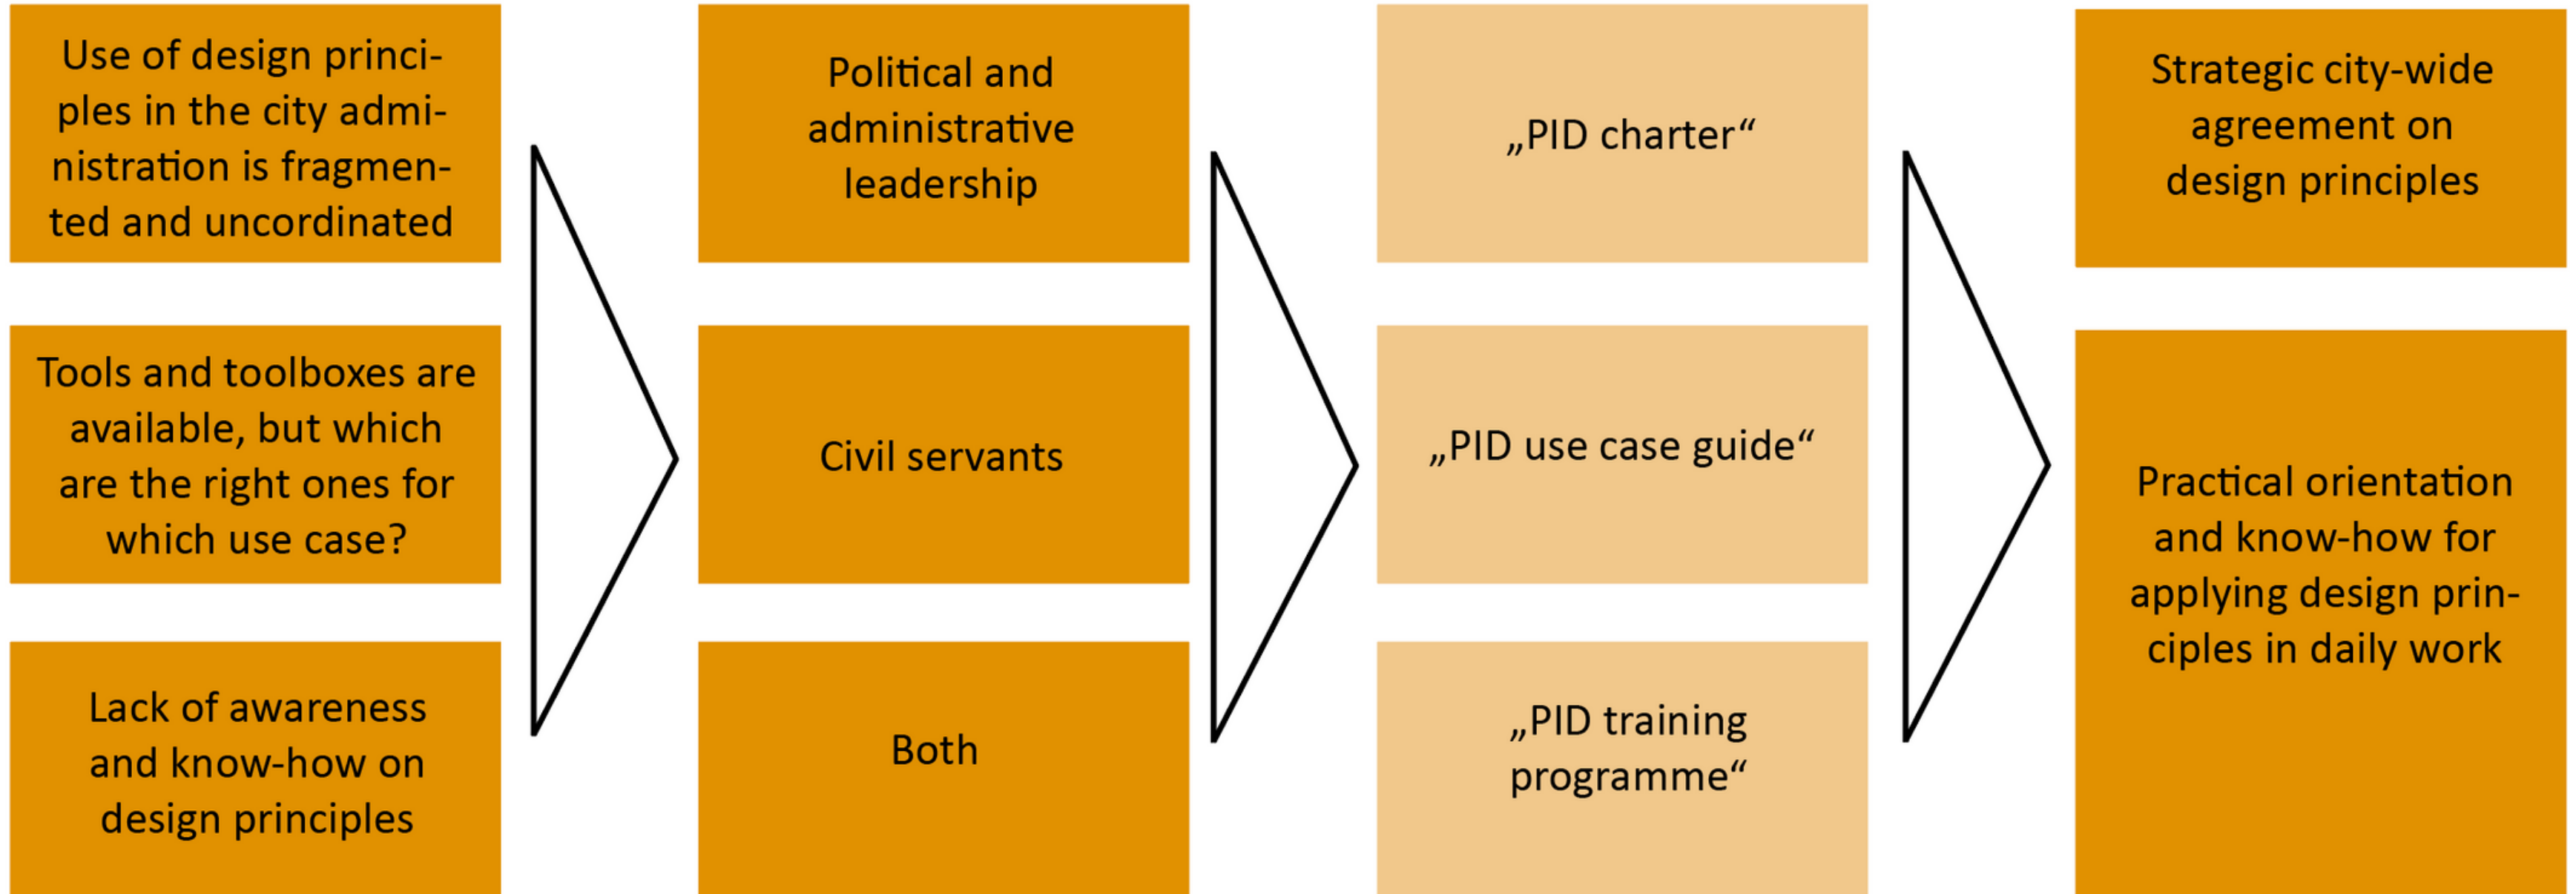 Use of design princi-
ples in the city admi-
nistration is fragmen-
ted and uncordinated
Tools and toolboxes are
available, but which
are the right ones for
which use case?
Lack of awareness
and know-how on
design principles
Political and
administrative
leadership
Civil servants
Both
„PID charter“
„PID use case guide“
„PID training
programme“
Strategic city-wide
agreement on
design principles
Practical orientation
and know-how for
applying design prin-
ciples in daily work